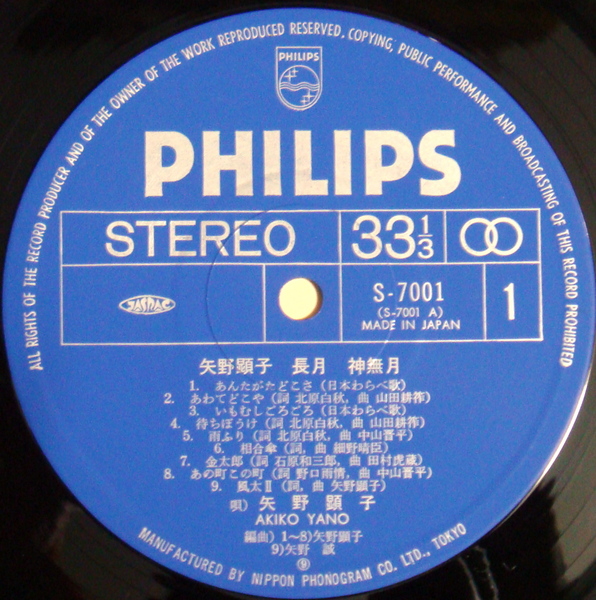 ALL RIGHTS OF THE RECORD PRODUCER AND OF THE OWNER OF THE WORK REPRODUCED RESERVED. COPYING, PUBLIC PERFORMANCE AND BROADCASTING OF THIS RECORD PROHIBITED
PHILIPS
PHILIPS
STEREO 33 1/3
JASRAC S-7001 1
(S-7001 A)
MADE IN JAPAN
矢野顕子 長月 神無月
1. あんたがたどこさ (日本わらべ歌)
2. あわてどこや (詞 北原白秋, 曲 山田耕筰)
3. いもむしごろごろ (日本わらべ歌)
4. 待ちぼうけ (詞 北原白秋, 曲 山田耕筰)
5. 雨ふり (詞 北原白秋, 曲 中山晋平)
6. 相合傘 (詞, 曲 細野晴臣)
7. 金太郎 (詞 石原和三郎, 曲 田村虎蔵)
8. あの町この町 (詞 野口雨情, 曲 中山晋平)
9. 風太Ⅱ (詞, 曲 矢野顕子)
唄) 矢野顕子
AKIKO YANO
編曲) 1~8)矢野顕子
9)矢野 誠
⑨
MANUFACTURED BY NIPPON PHONOGRAM CO. LTD., TOKYO